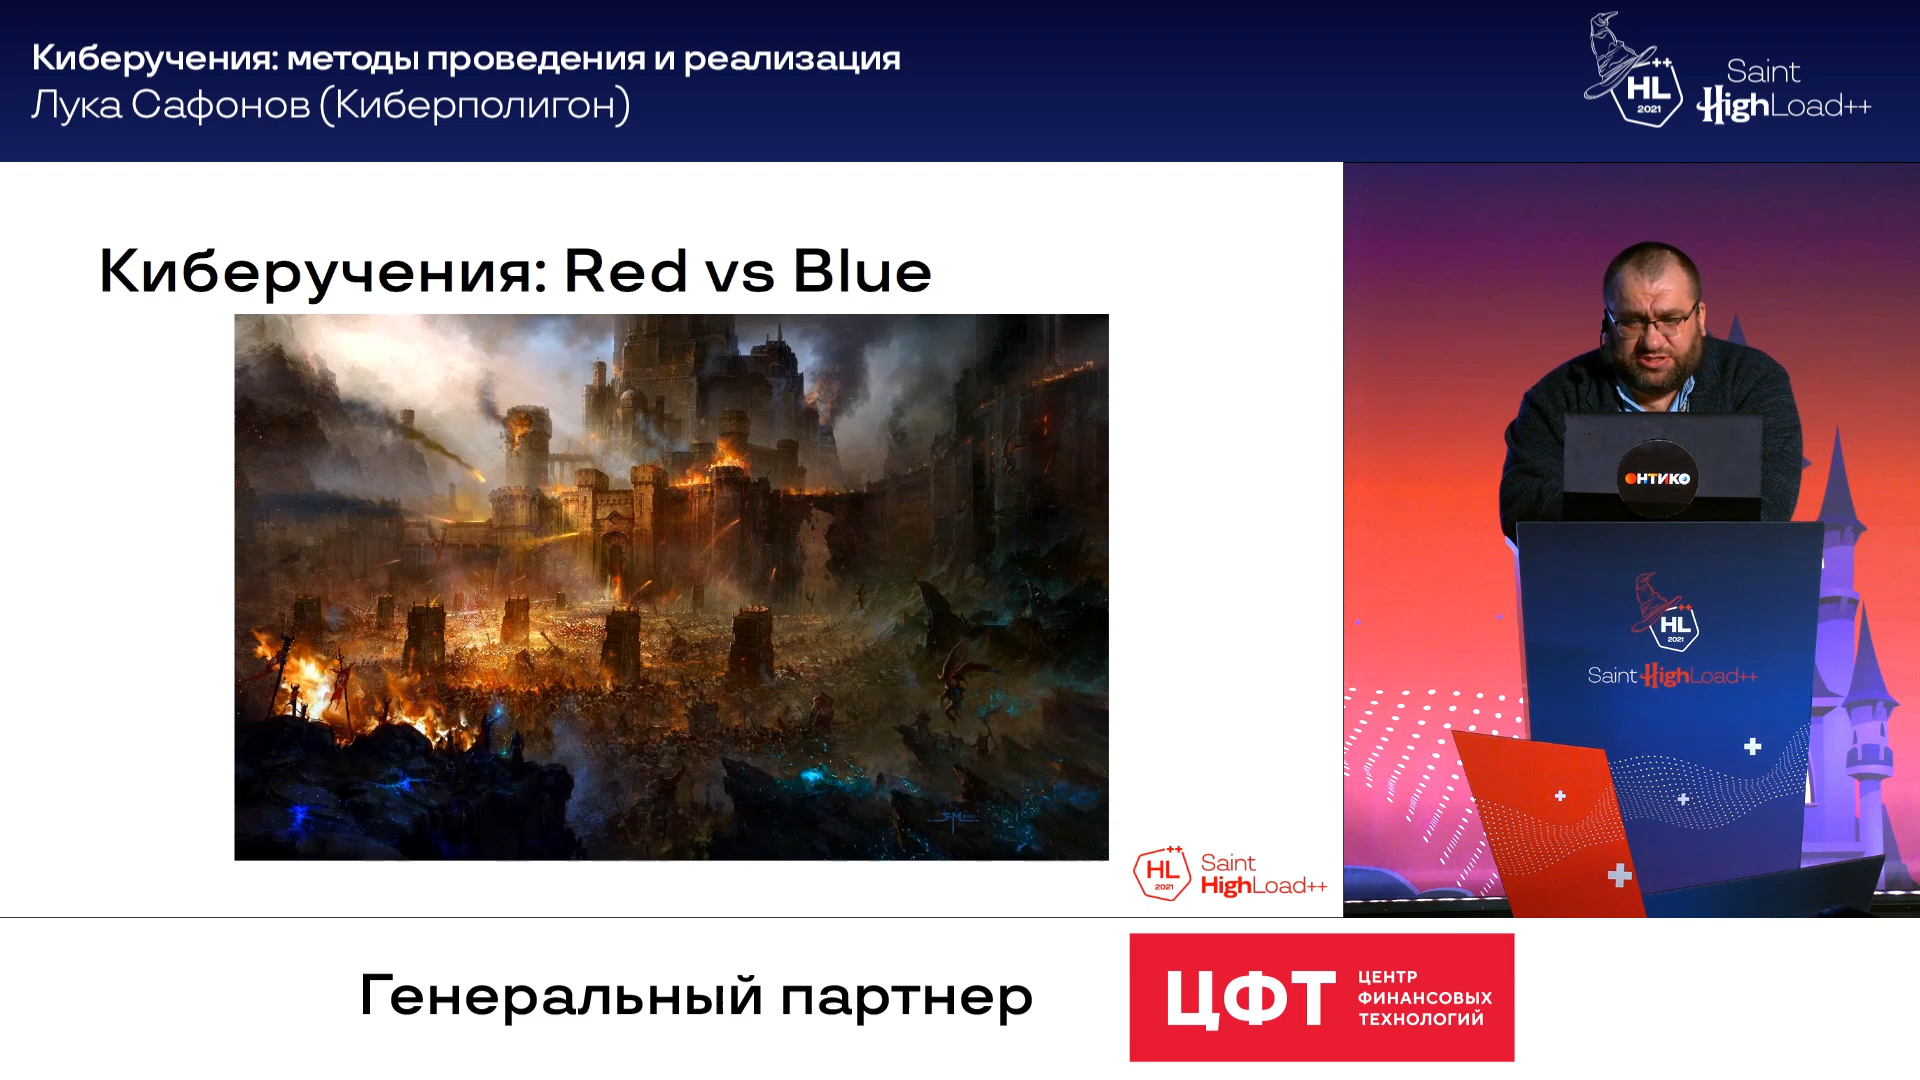 Киберучения: методы проведения и реализация
Лука Сафонов (Киберполигон)
HL++
2021
Saint
HighLoad++
Киберучения: Red vs Blue
HL++
2021
Saint
HighLoad++
ОНТИКО
HL++
2021
Saint HighLoad++
Генеральный партнер
ЦФТ
ЦЕНТР
ФИНАНСОВЫХ
ТЕХНОЛОГИЙ